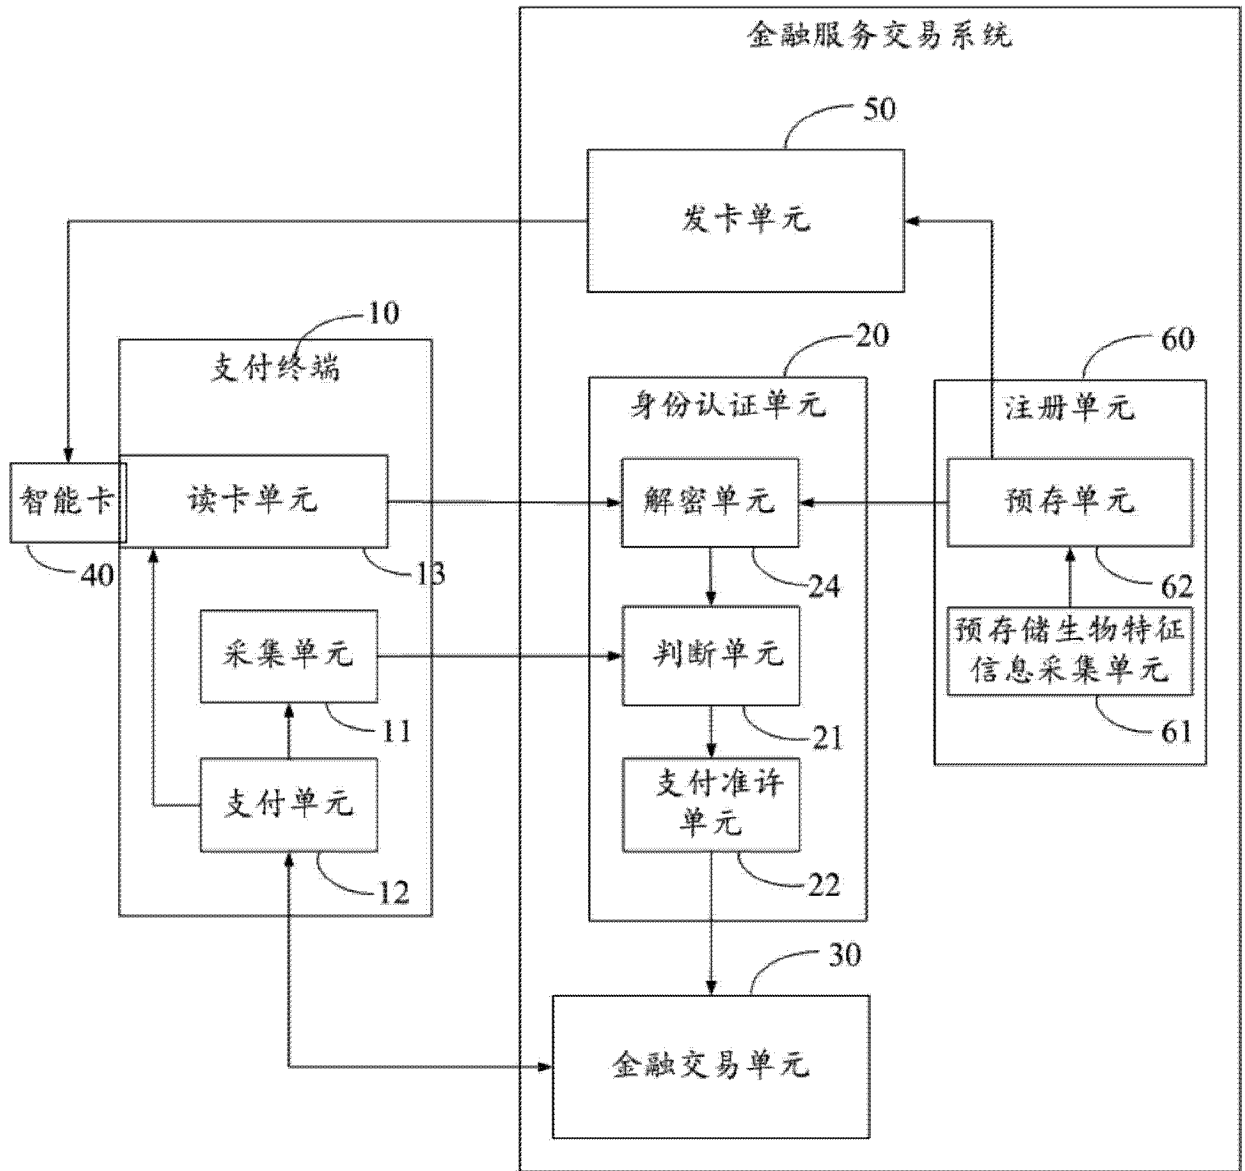 金融服务交易系统
50
发卡单元
10
支付终端
20
身份认证单元
60
注册单元
智能卡
读卡单元
解密单元
预存单元
40
13
24
62
采集单元
判断单元
预存储生物特征
信息采集单元
11
21
61
支付单元
支付准许
单元
12
22
30
金融交易单元